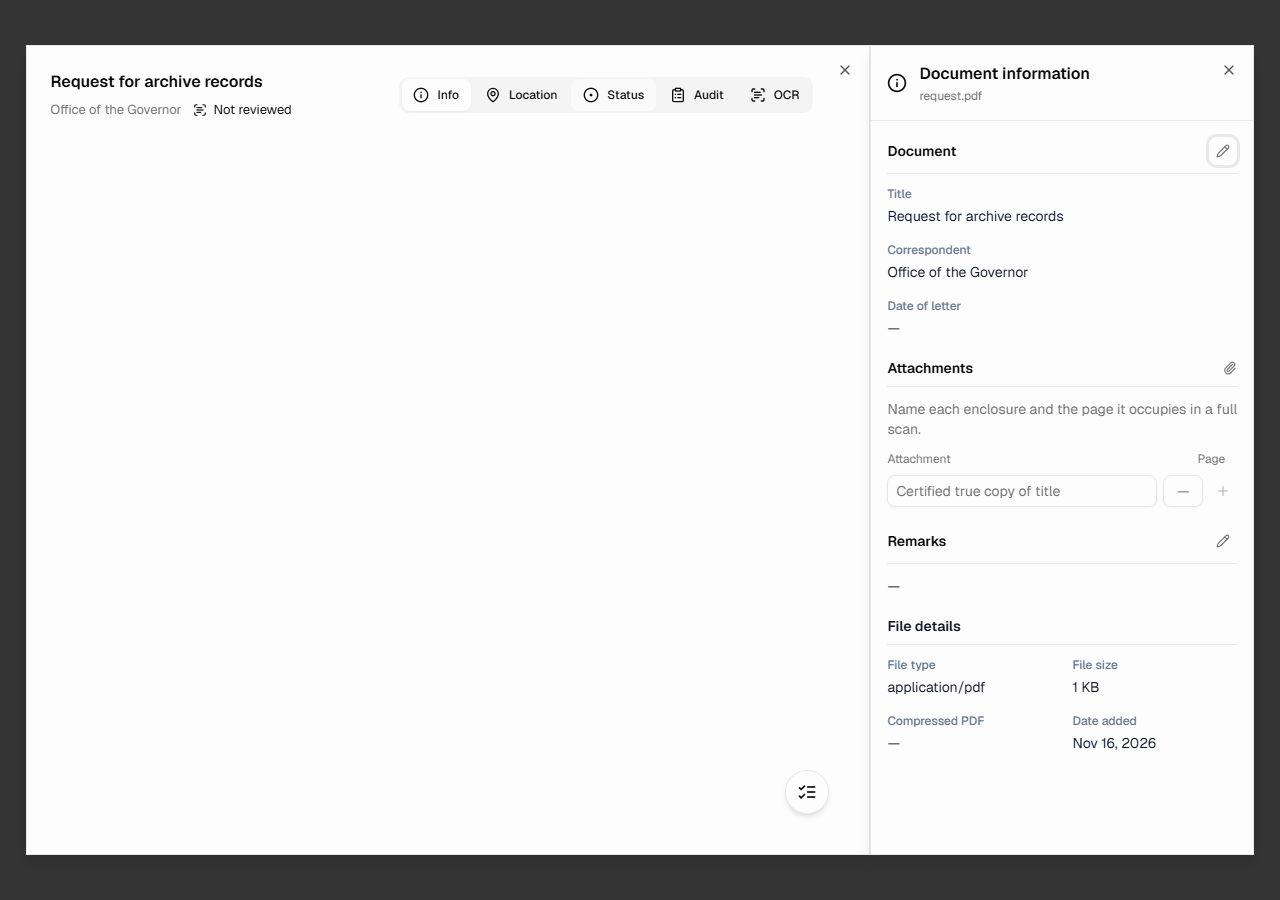 Request for archive records
Office of the Governor Not reviewed
Info Location Status Audit OCR
Document information
request.pdf
Document
Title
Request for archive records
Correspondent
Office of the Governor
Date of letter
—
Attachments
Name each enclosure and the page it occupies in a full
scan.
Attachment Page
Certified true copy of title —
Remarks
—
File details
File type File size
application/pdf 1 KB
Compressed PDF Date added
— Nov 16, 2026